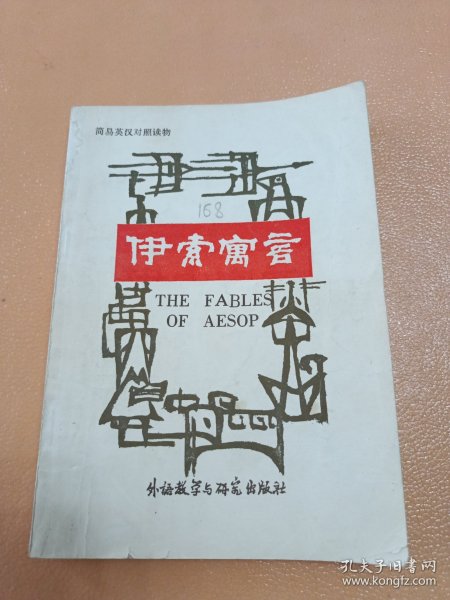 简易英汉对照读物
168
伊索寓言
THE FABLES
OF AESOP
外语教学与研究出版社
孔夫子旧书网
www.kongfz.com